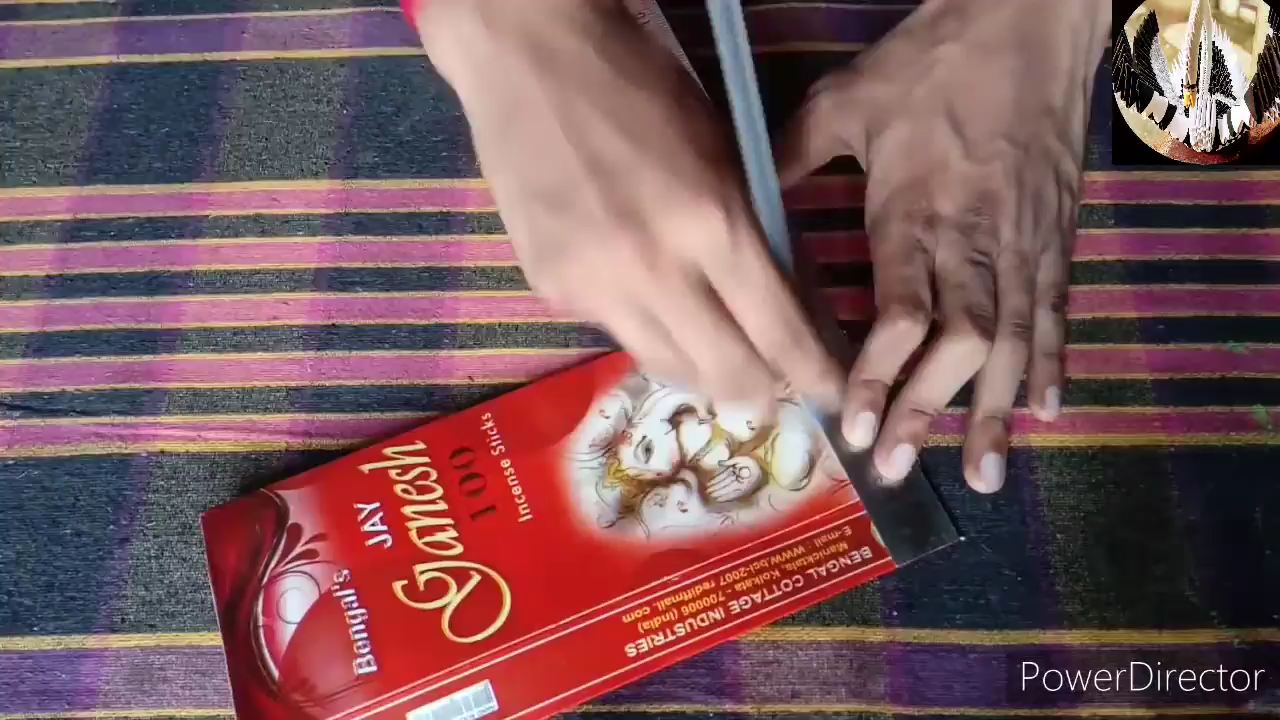 Bengal's
JAY
Ganesh
100
Incense Sticks
BENGAL COTTAGE INDUSTRIES
Manicktala, Kolkata - 700006 (India)
E-mail : www.bci-2007 rediffmail. com
PowerDirector